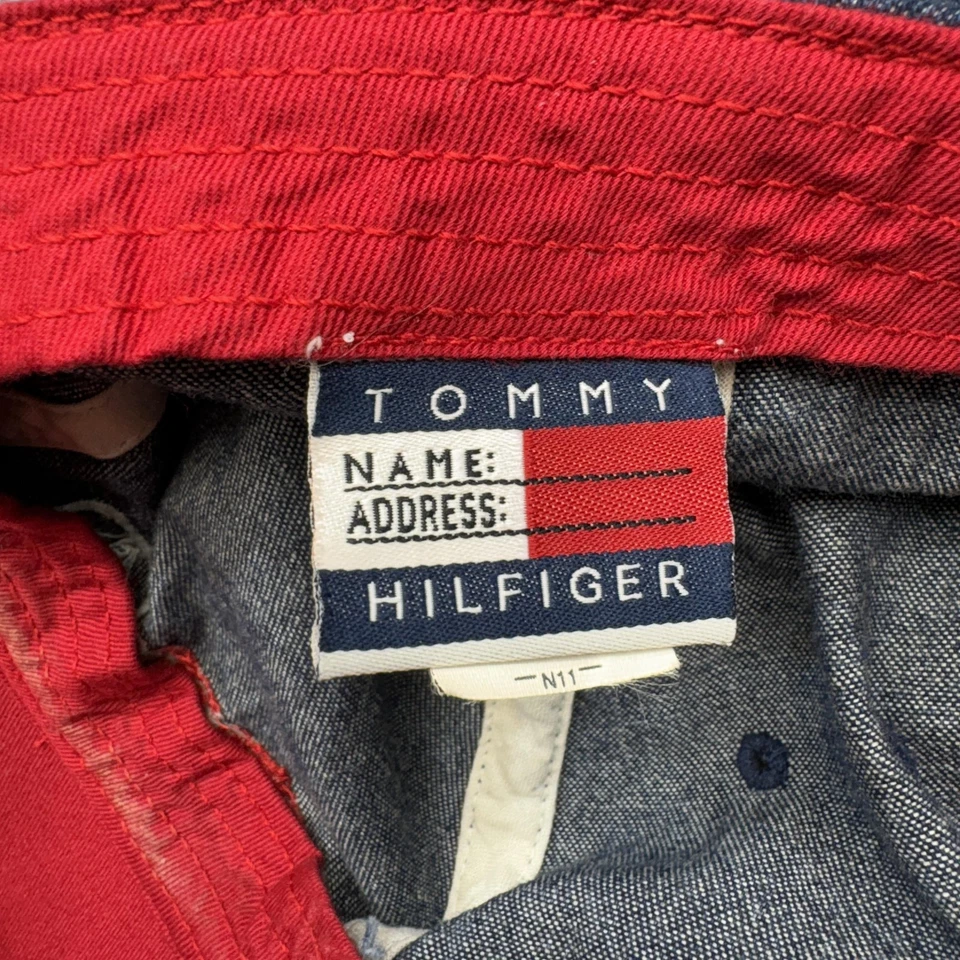 TOMMY
NAME:
ADDRESS:
HILFIGER
- N11 -